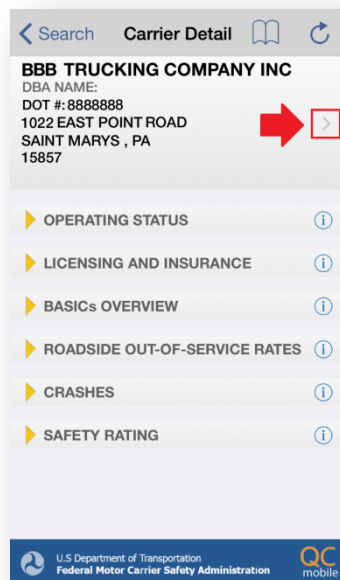 Search Carrier Detail
BBB TRUCKING COMPANY INC
DBA NAME:
DOT #: 8888888
1022 EAST POINT ROAD
SAINT MARYS , PA
15857
OPERATING STATUS
LICENSING AND INSURANCE
BASICs OVERVIEW
ROADSIDE OUT-OF-SERVICE RATES
CRASHES
SAFETY RATING
U.S Department of Transportation
Federal Motor Carrier Safety Administration
QC
mobile